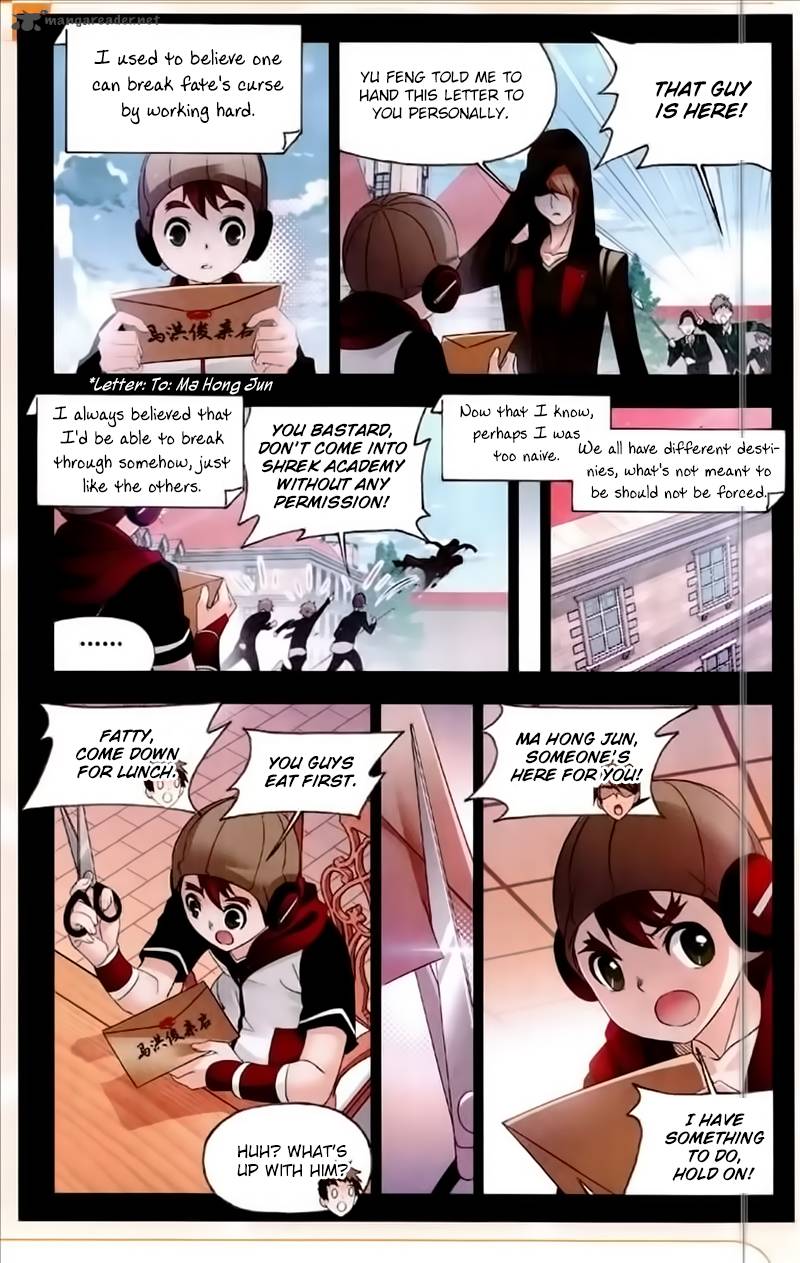 mangareader.net
I used to believe one
can break fate's curse
by working hard.
YU FENG TOLD ME TO
HAND THIS LETTER TO
YOU PERSONALLY.
THAT GUY
IS HERE!
*Letter: To: Ma Hong Jun
I always believed that
I'd be able to break
through somehow, just
like the others.
YOU BASTARD,
DON'T COME INTO
SHREK ACADEMY
WITHOUT ANY
PERMISSION!
Now that I know,
perhaps I was
too naive.
We all have different desti-
nies, what's not meant to
be should not be forced.
......
FATTY,
COME DOWN
FOR LUNCH.
YOU GUYS
EAT FIRST.
MA HONG JUN,
SOMEONE'S
HERE FOR YOU!
马洪俊亲启
HUH? WHAT'S
UP WITH HIM?
I HAVE
SOMETHING
TO DO,
HOLD ON!